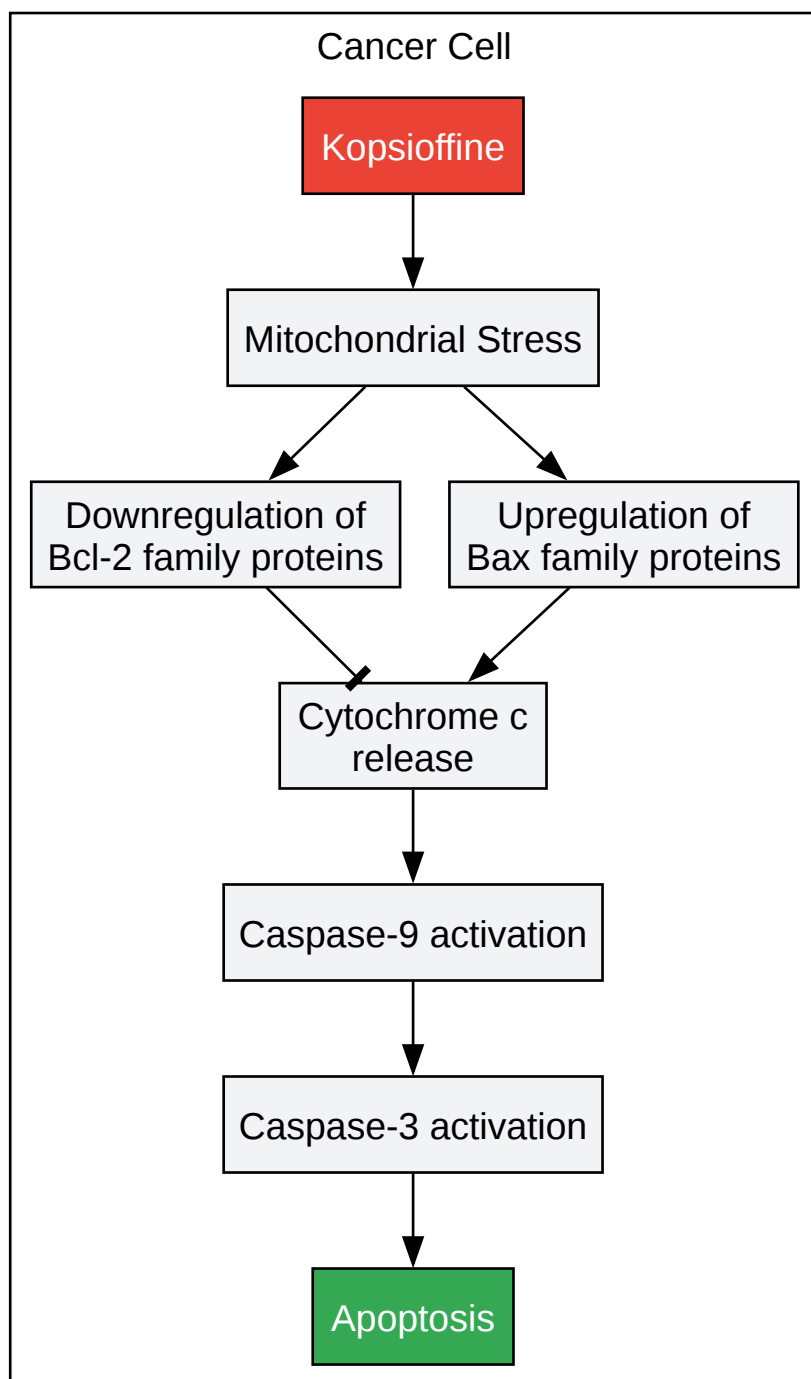 Cancer Cell
Kopsioffine
Mitochondrial Stress
Downregulation of
Bcl-2 family proteins
Upregulation of
Bax family proteins
Cytochrome c
release
Caspase-9 activation
Caspase-3 activation
Apoptosis